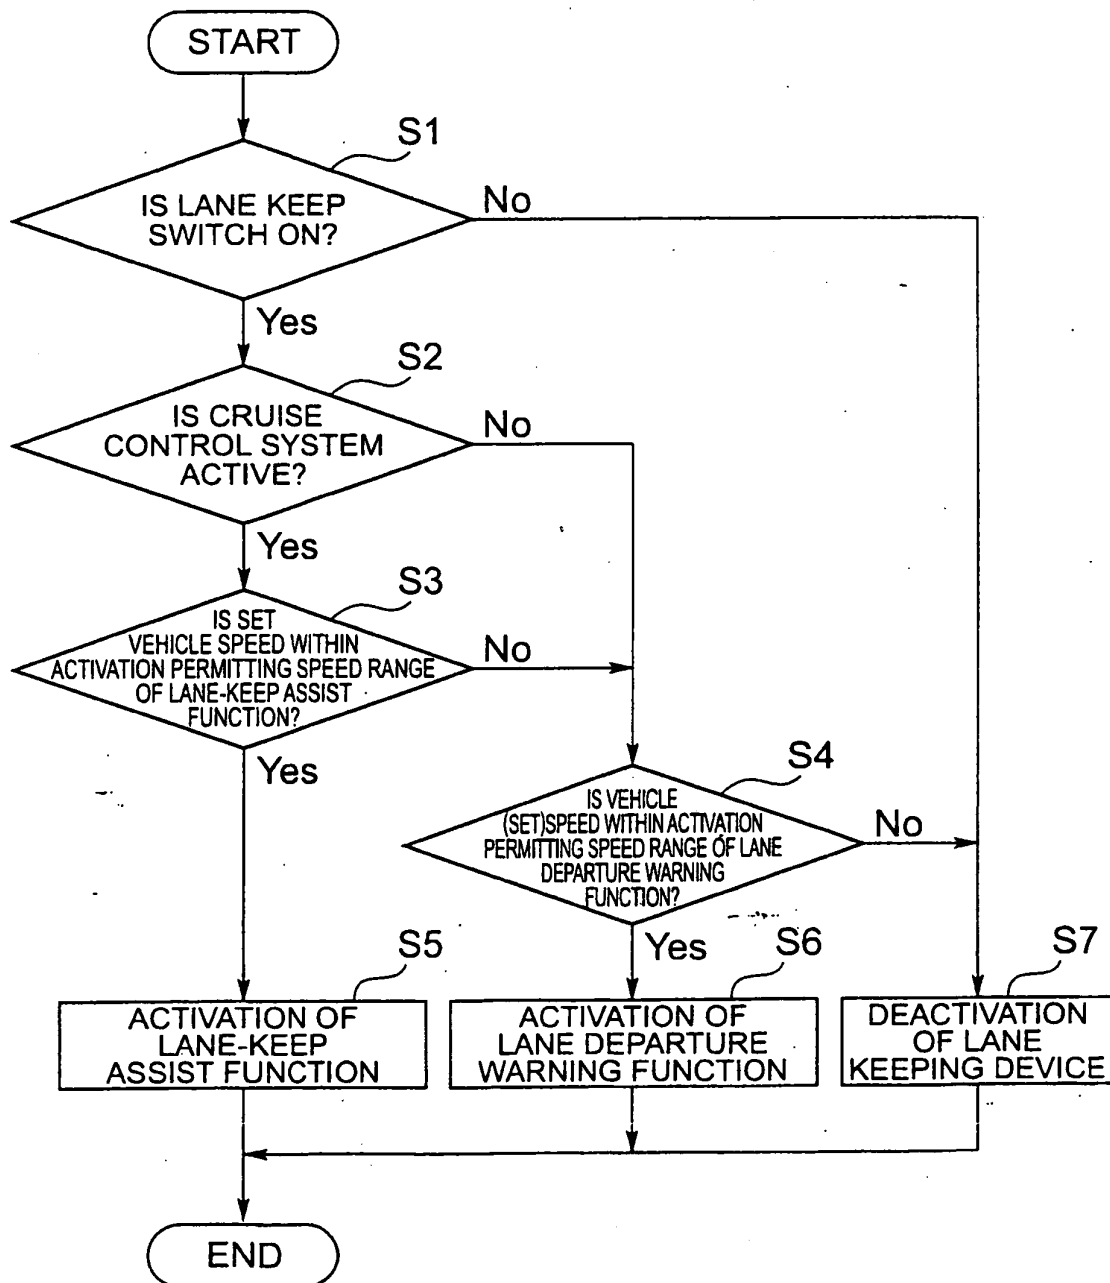 START
S1
IS LANE KEEP
SWITCH ON?
No
Yes
S2
IS CRUISE
CONTROL SYSTEM
ACTIVE?
No
Yes
S3
IS SET
VEHICLE SPEED WITHIN
ACTIVATION PERMITTING SPEED RANGE
OF LANE-KEEP ASSIST
FUNCTION?
No
Yes
S4
IS VEHICLE
(SET)SPEED WITHIN ACTIVATION
PERMITTING SPEED RANGE OF LANE
DEPARTURE WARNING
FUNCTION?
No
Yes
S5
ACTIVATION OF
LANE-KEEP
ASSIST FUNCTION
S6
ACTIVATION OF
LANE DEPARTURE
WARNING FUNCTION
S7
DEACTIVATION
OF LANE
KEEPING DEVICE
END